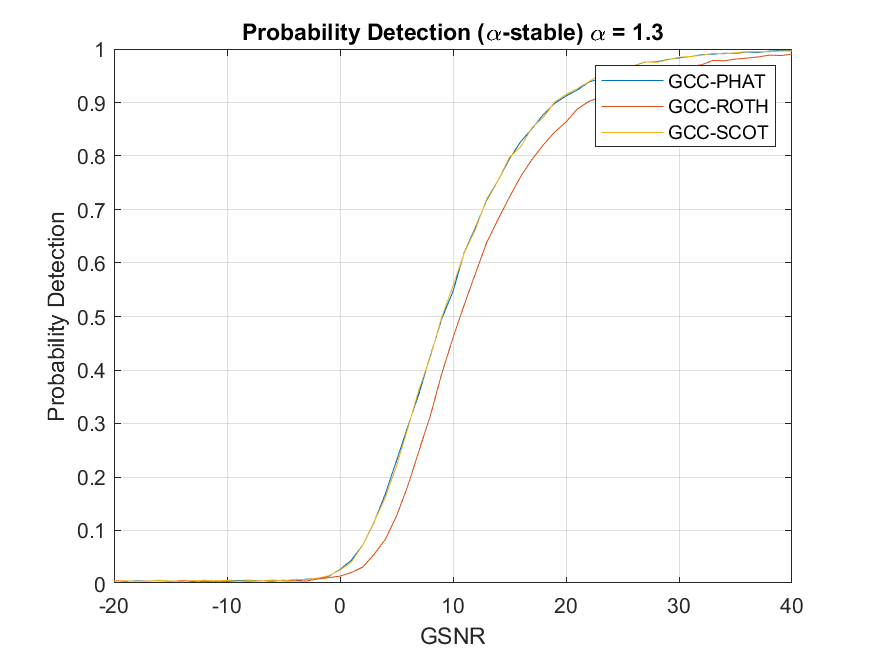 Probability Detection (α-stable) α = 1.3
1
0.9
0.8
0.7
0.6
0.5
0.4
0.3
0.2
0.1
0
Probability Detection
GCC-PHAT
GCC-ROTH
GCC-SCOT
-20 -10 0 10 20 30 40
GSNR